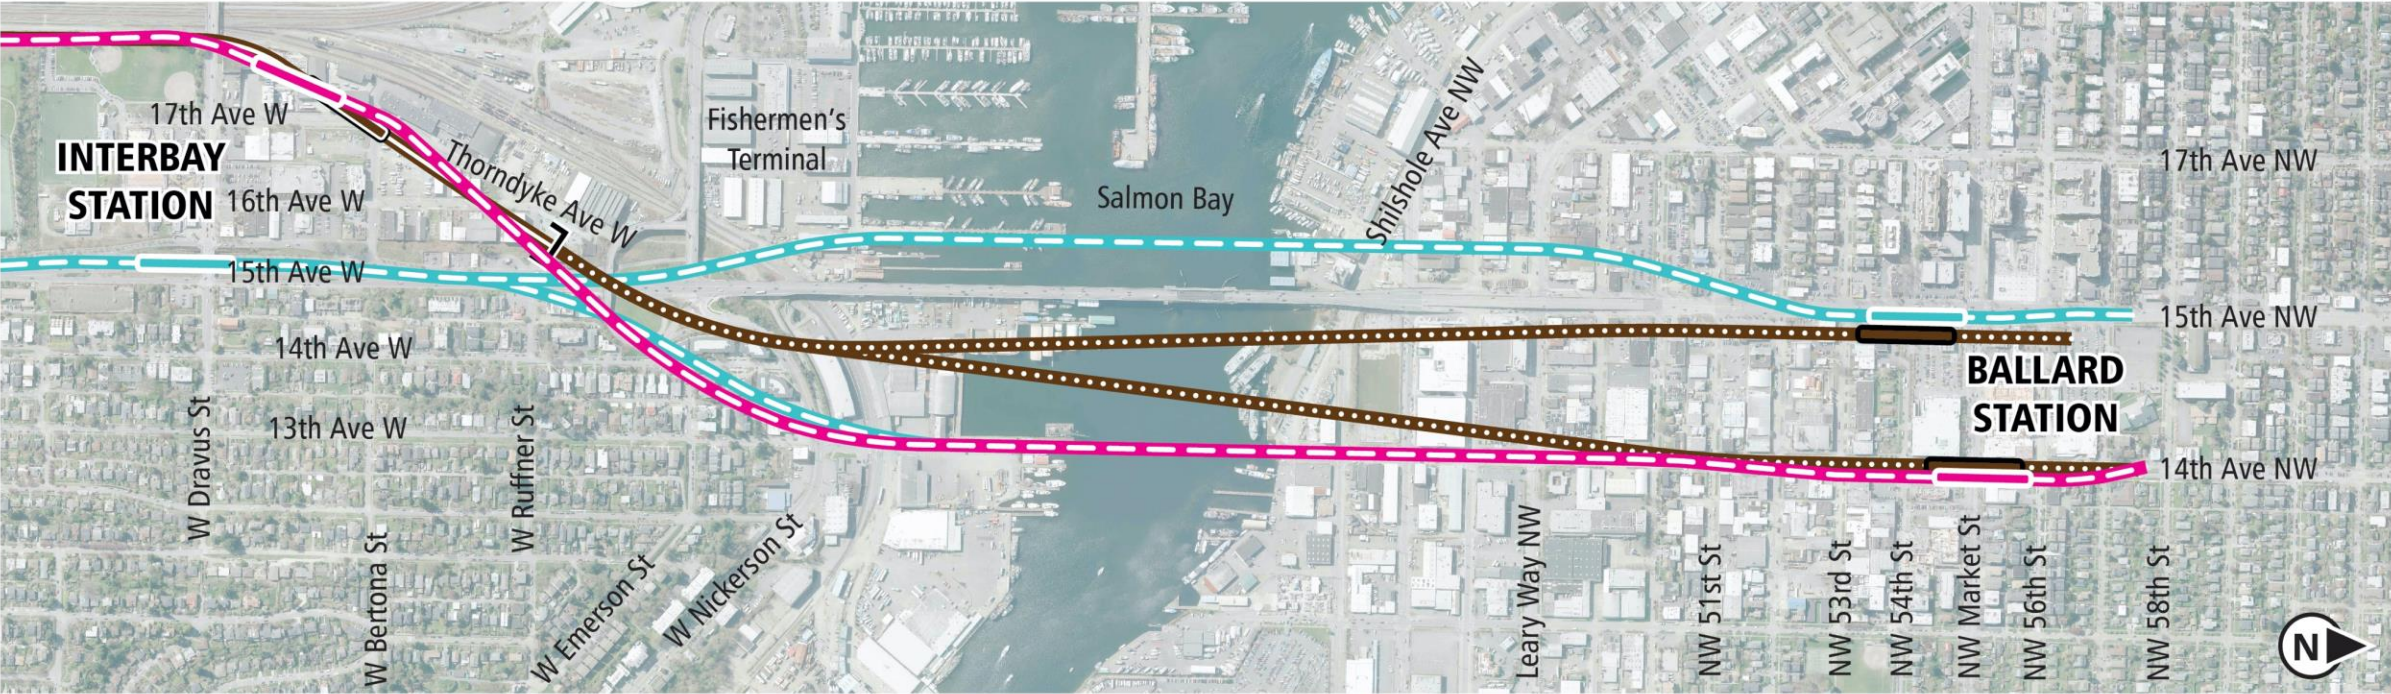 17th Ave W
INTERBAY
STATION
16th Ave W
15th Ave W
14th Ave W
13th Ave W
W Dravus St
W Bertona St
W Ruffner St
Thorndyke Ave W
W Emerson St
W Nickerson St
Fishermen's
Terminal
Salmon Bay
Shilshole Ave NW
Leary Way NW
NW 51st St
NW 53rd St
NW 54th St
NW Market St
NW 56th St
NW 58th St
17th Ave NW
15th Ave NW
BALLARD
STATION
14th Ave NW
N